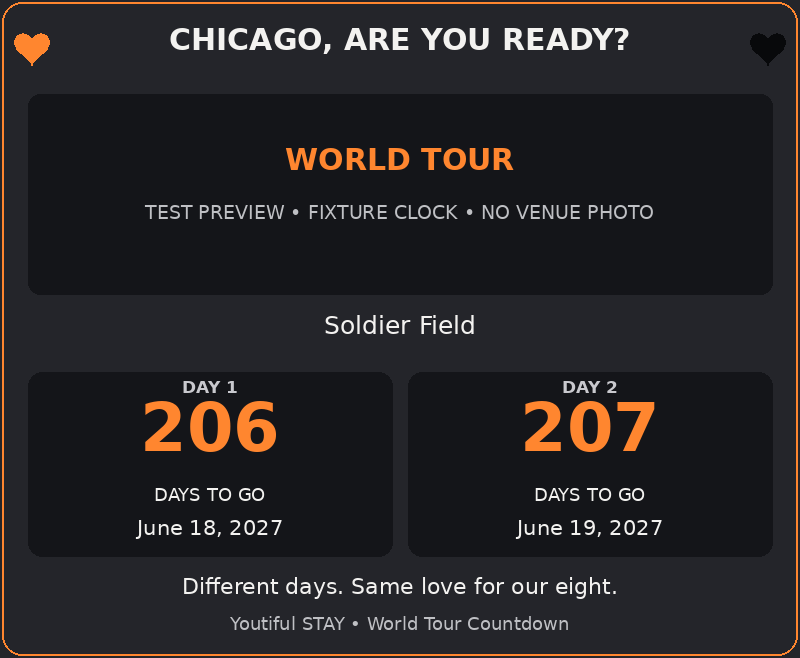 CHICAGO, ARE YOU READY?
WORLD TOUR
TEST PREVIEW • FIXTURE CLOCK • NO VENUE PHOTO
Soldier Field
DAY 1
206
DAYS TO GO
June 18, 2027
DAY 2
207
DAYS TO GO
June 19, 2027
Different days. Same love for our eight.
Youtiful STAY • World Tour Countdown